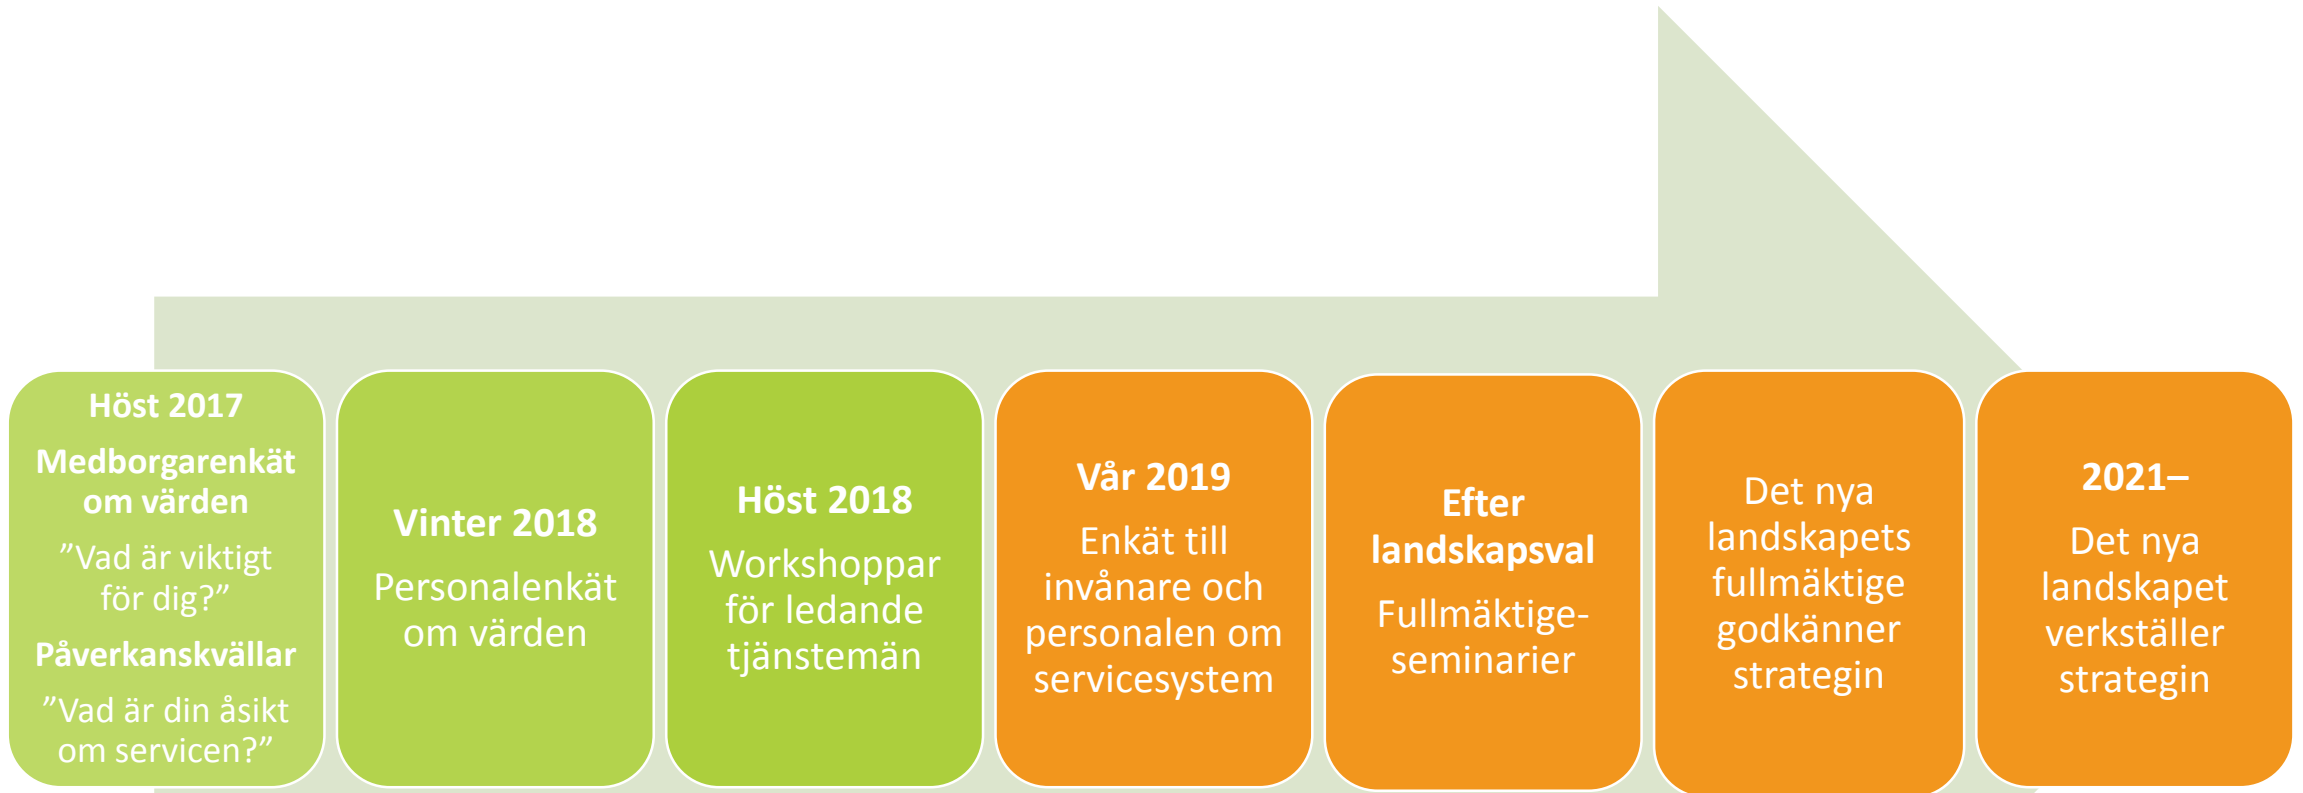 Höst 2017
Medborgarenkät
om värden
”Vad är viktigt
för dig?”
Påverkanskvällar
”Vad är din åsikt
om servicen?”
Vinter 2018
Personalenkät
om värden
Höst 2018
Workshoppar
för ledande
tjänstemän
Vår 2019
Enkät till
invånare och
personalen om
servicesystem
Efter
landskapsval
Fullmäktige-
seminarier
Det nya
landskapets
fullmäktige
godkänner
strategin
2021–
Det nya
landskapet
verkställer
strategin